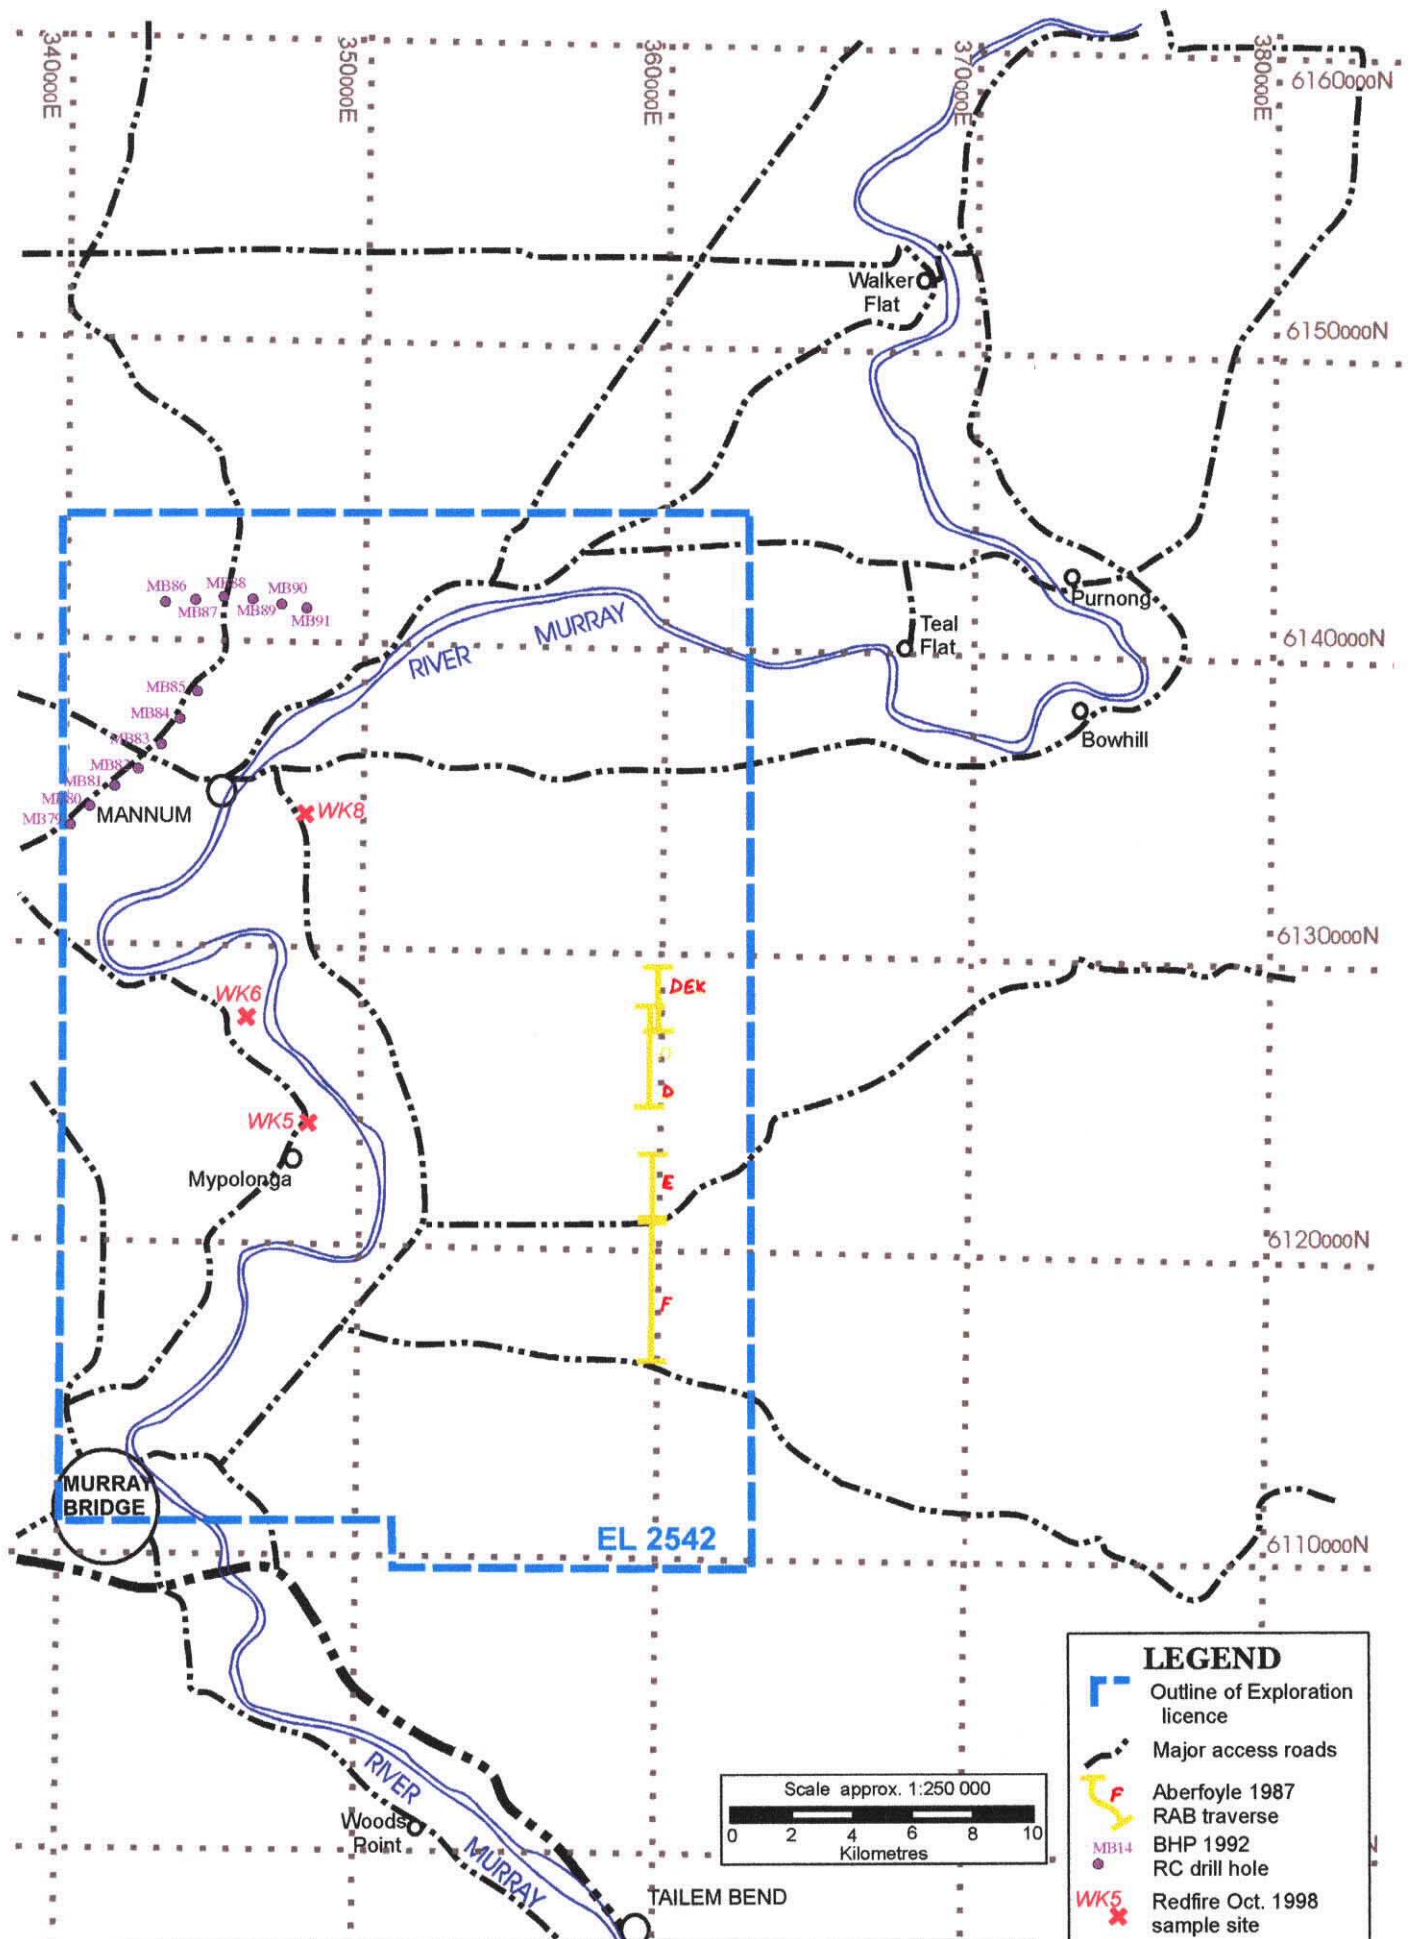 340000E
350000E
360000E
370000E
380000E
6160000N
Walker
Flat
6150000N
MB86
MB88
MB90
MB87
MB89
MB91
Purnong
Teal
Flat
MURRAY
RIVER
6140000N
MB85
MB84
MB83
MB82
MB81
MB80
MB79
Bowhill
MANNUM
WK8
6130000N
DEK
WK6
D
D
WK5
Mypolonga
E
6120000N
F
MURRAY
BRIDGE
EL 2542
6110000N
LEGEND
Outline of Exploration
licence
Major access roads
F
Aberfoyle 1987
RAB traverse
MB14
BHP 1992
RC drill hole
WK5
Redfire Oct. 1998
sample site
Scale approx. 1:250 000
0 2 4 6 8 10
Kilometres
RIVER
Woods
Point
MURRAY
TAILEM BEND
N